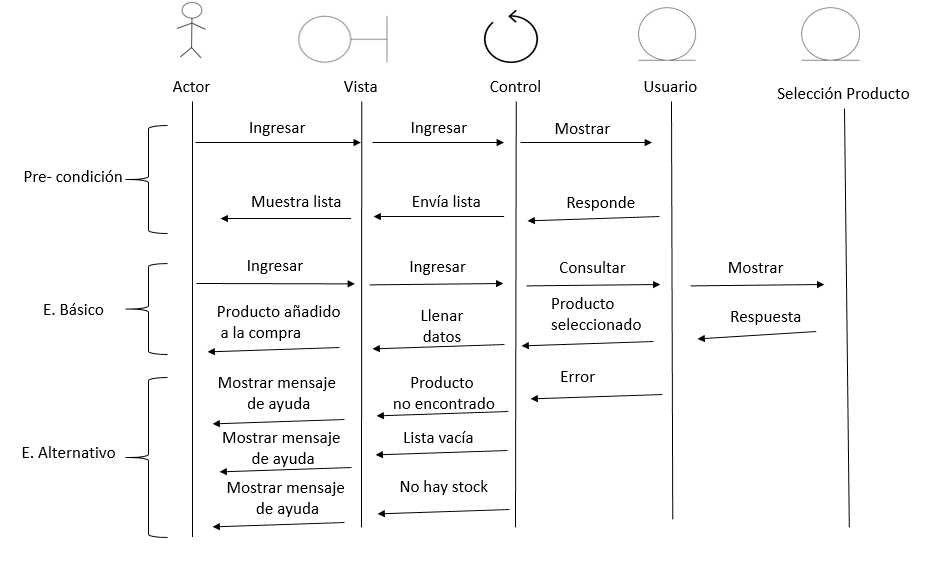 Actor
Vista
Control
Usuario
Selección Producto
Pre- condición
Ingresar
Ingresar
Mostrar
Muestra lista
Envía lista
Responde
E. Básico
Ingresar
Ingresar
Consultar
Mostrar
Producto añadido
a la compra
Llenar
datos
Producto
seleccionado
Respuesta
E. Alternativo
Mostrar mensaje
de ayuda
Producto
no encontrado
Error
Mostrar mensaje
de ayuda
Lista vacía
Mostrar mensaje
de ayuda
No hay stock